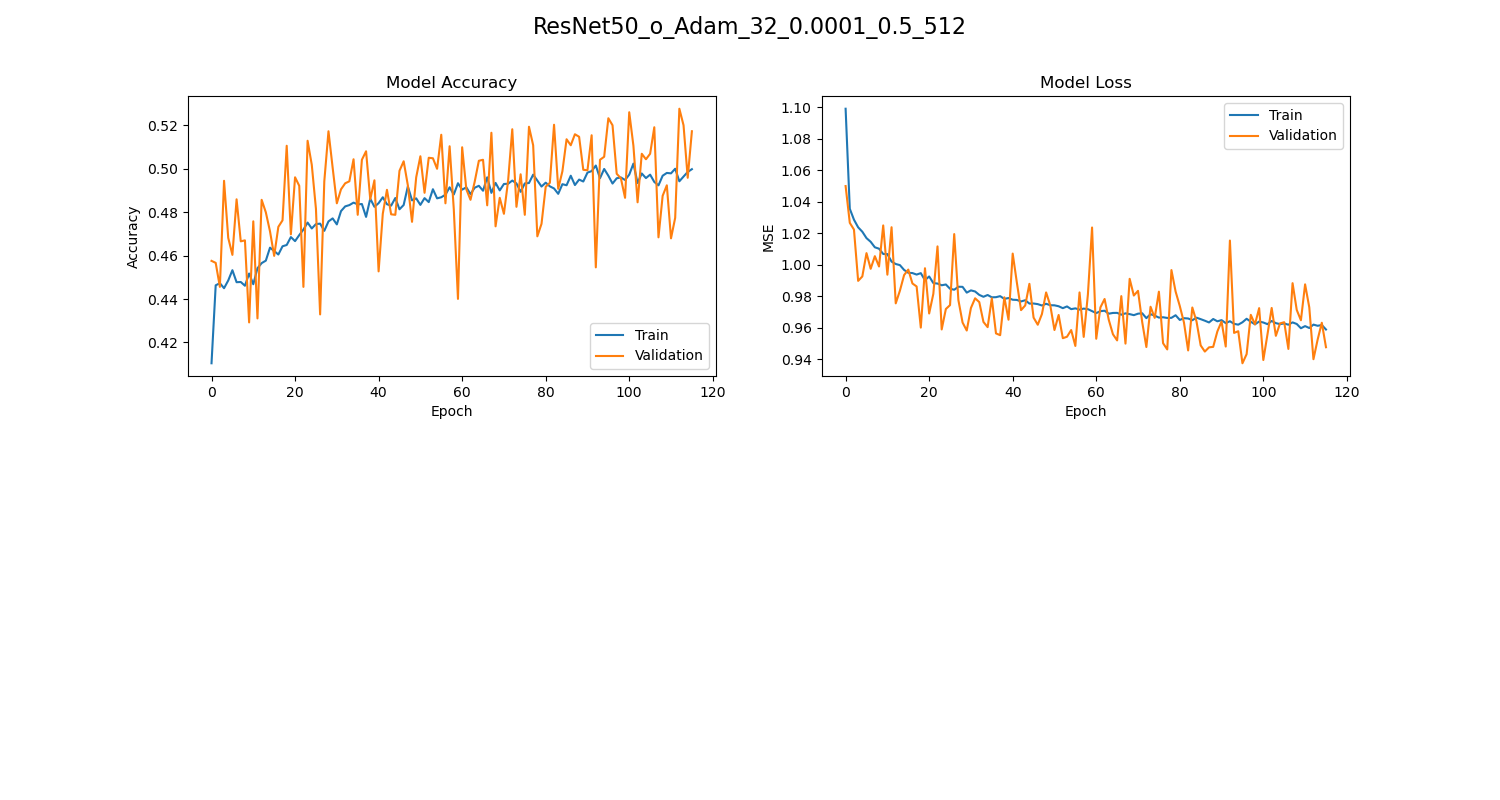 ResNet50_o_Adam_32_0.0001_0.5_512
Model Accuracy
Accuracy
0.52
0.50
0.48
0.46
0.44
0.42
Train
Validation
0 20 40 60 80 100 120
Epoch
Model Loss
MSE
1.10
1.08
1.06
1.04
1.02
1.00
0.98
0.96
0.94
Train
Validation
0 20 40 60 80 100 120
Epoch